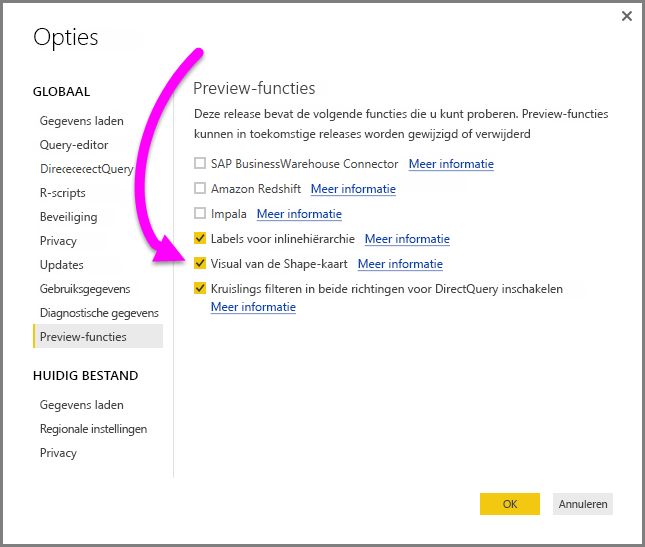 Opties
GLOBAAL
Gegevens laden
Query-editor
DirecerecectQuery
R-scripts
Beveiliging
Privacy
Updates
Gebruiksgegevens
Diagnostische gegevens
Preview-functies
HUIDIG BESTAND
Gegevens laden
Regionale instellingen
Privacy
Preview-functies
Deze release bevat de volgende functies die u kunt proberen. Preview-functies
kunnen in toekomstige releases worden gewijzigd of verwijderd
SAP BusinessWarehouse Connector Meer informatie
Amazon Redshift Meer informatie
Impala Meer informatie
Labels voor inlinehiërarchie Meer informatie
Visual van de Shape-kaart Meer informatie
Kruislings filteren in beide richtingen voor DirectQuery inschakelen
Meer informatie
OK Annuleren